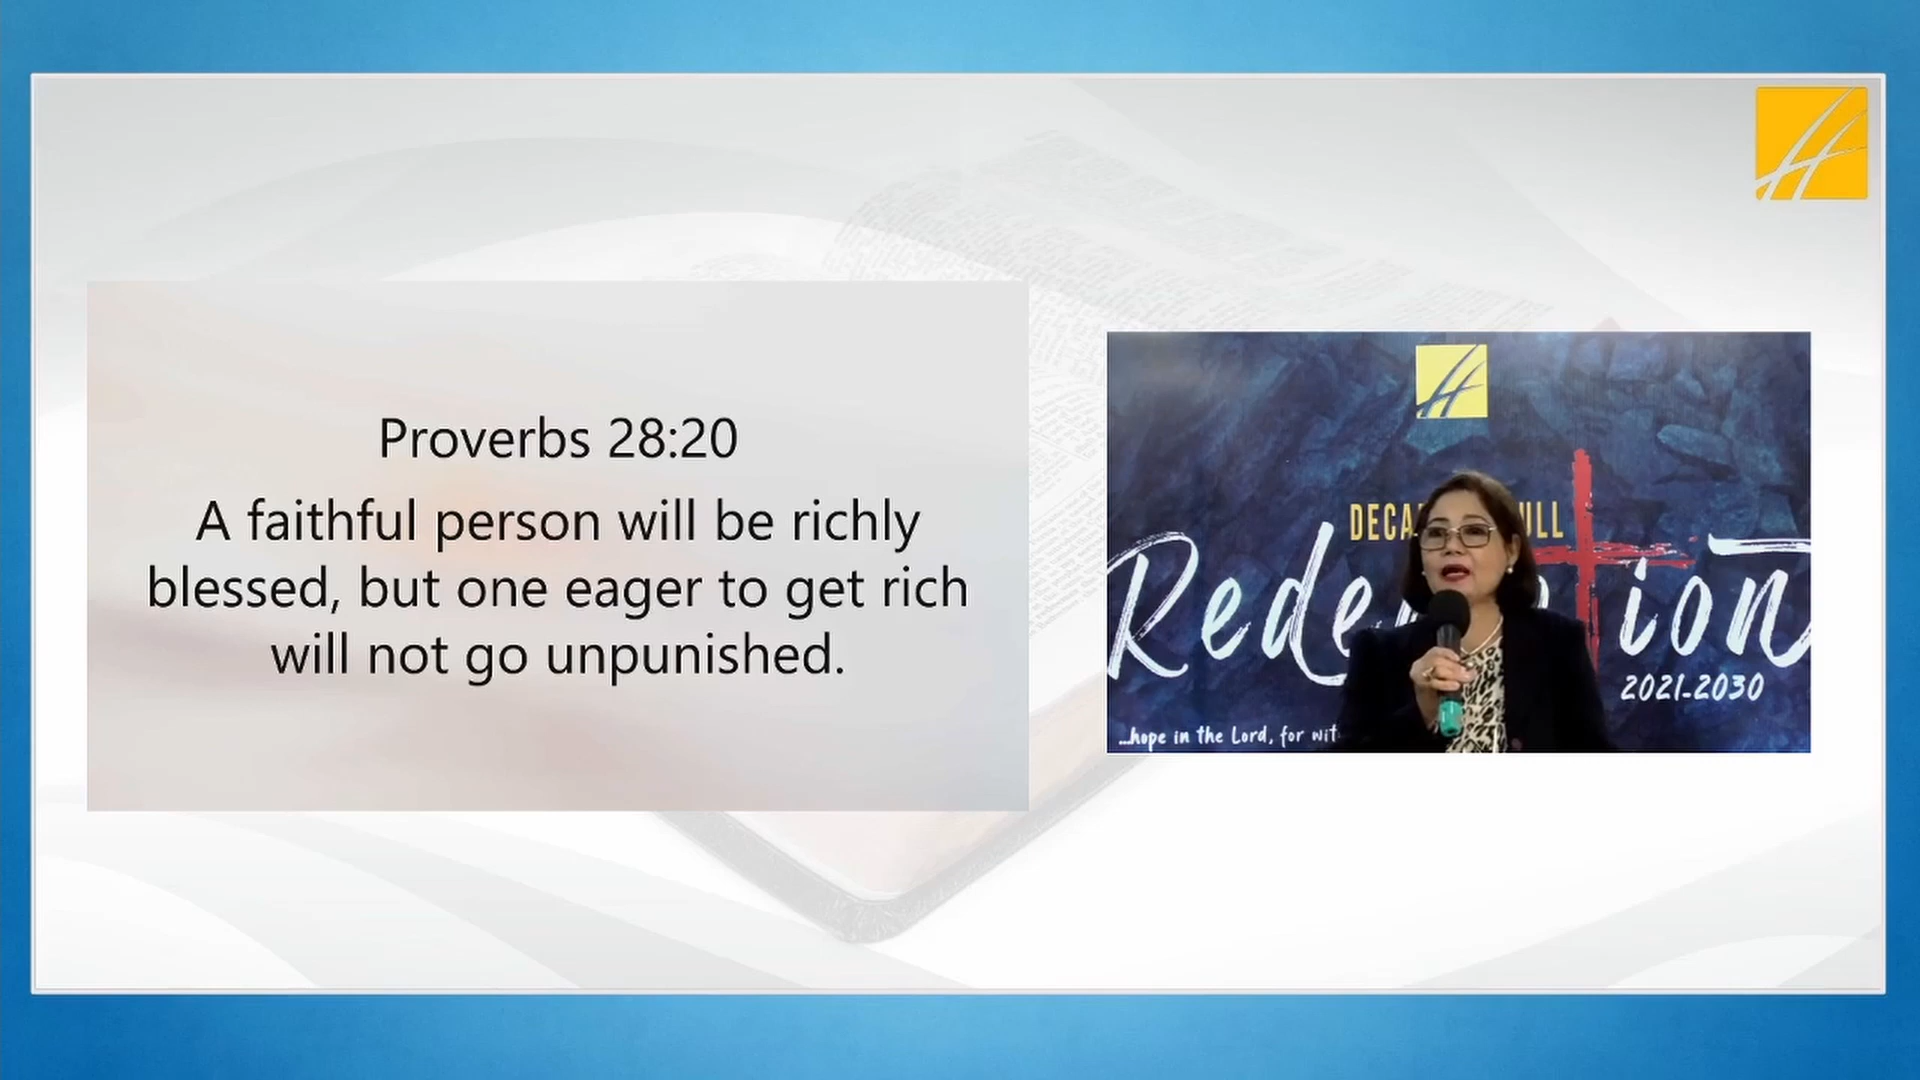 Proverbs 28:20
A faithful person will be richly
blessed, but one eager to get rich
will not go unpunished.
2021-2030
...hope in the Lord, for